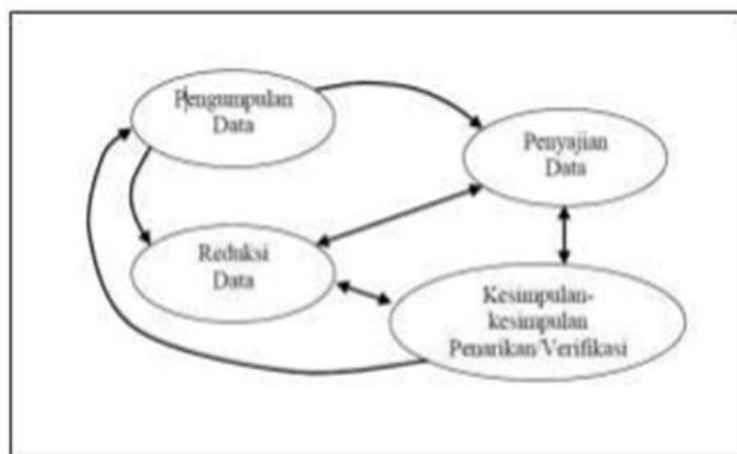 Pengumpulan
Data
Penyajian
Data
Reduksi
Data
Kesimpulan-
kesimpulan
Penarikan/Verifikasi